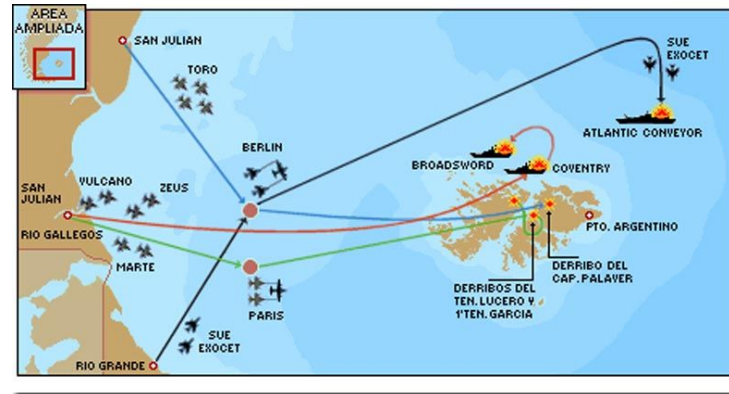 AREA
AMPLIADA
SAN JULIAN
TORO
SUE
EXOCET
ATLANTIC CONVEYOR
BERLIN
BROADSWORD
COVENTRY
VULCANO
ZEUS
SAN
JULIAN
RIO GALLEGOS
MARTE
PTO. ARGENTINO
DERRIBO DEL
CAP. PALAVER
DERRIBOS DEL
TEN. LUCERO Y
1°TEN. GARCIA
PARIS
SUE
EXOCET
RIO GRANDE